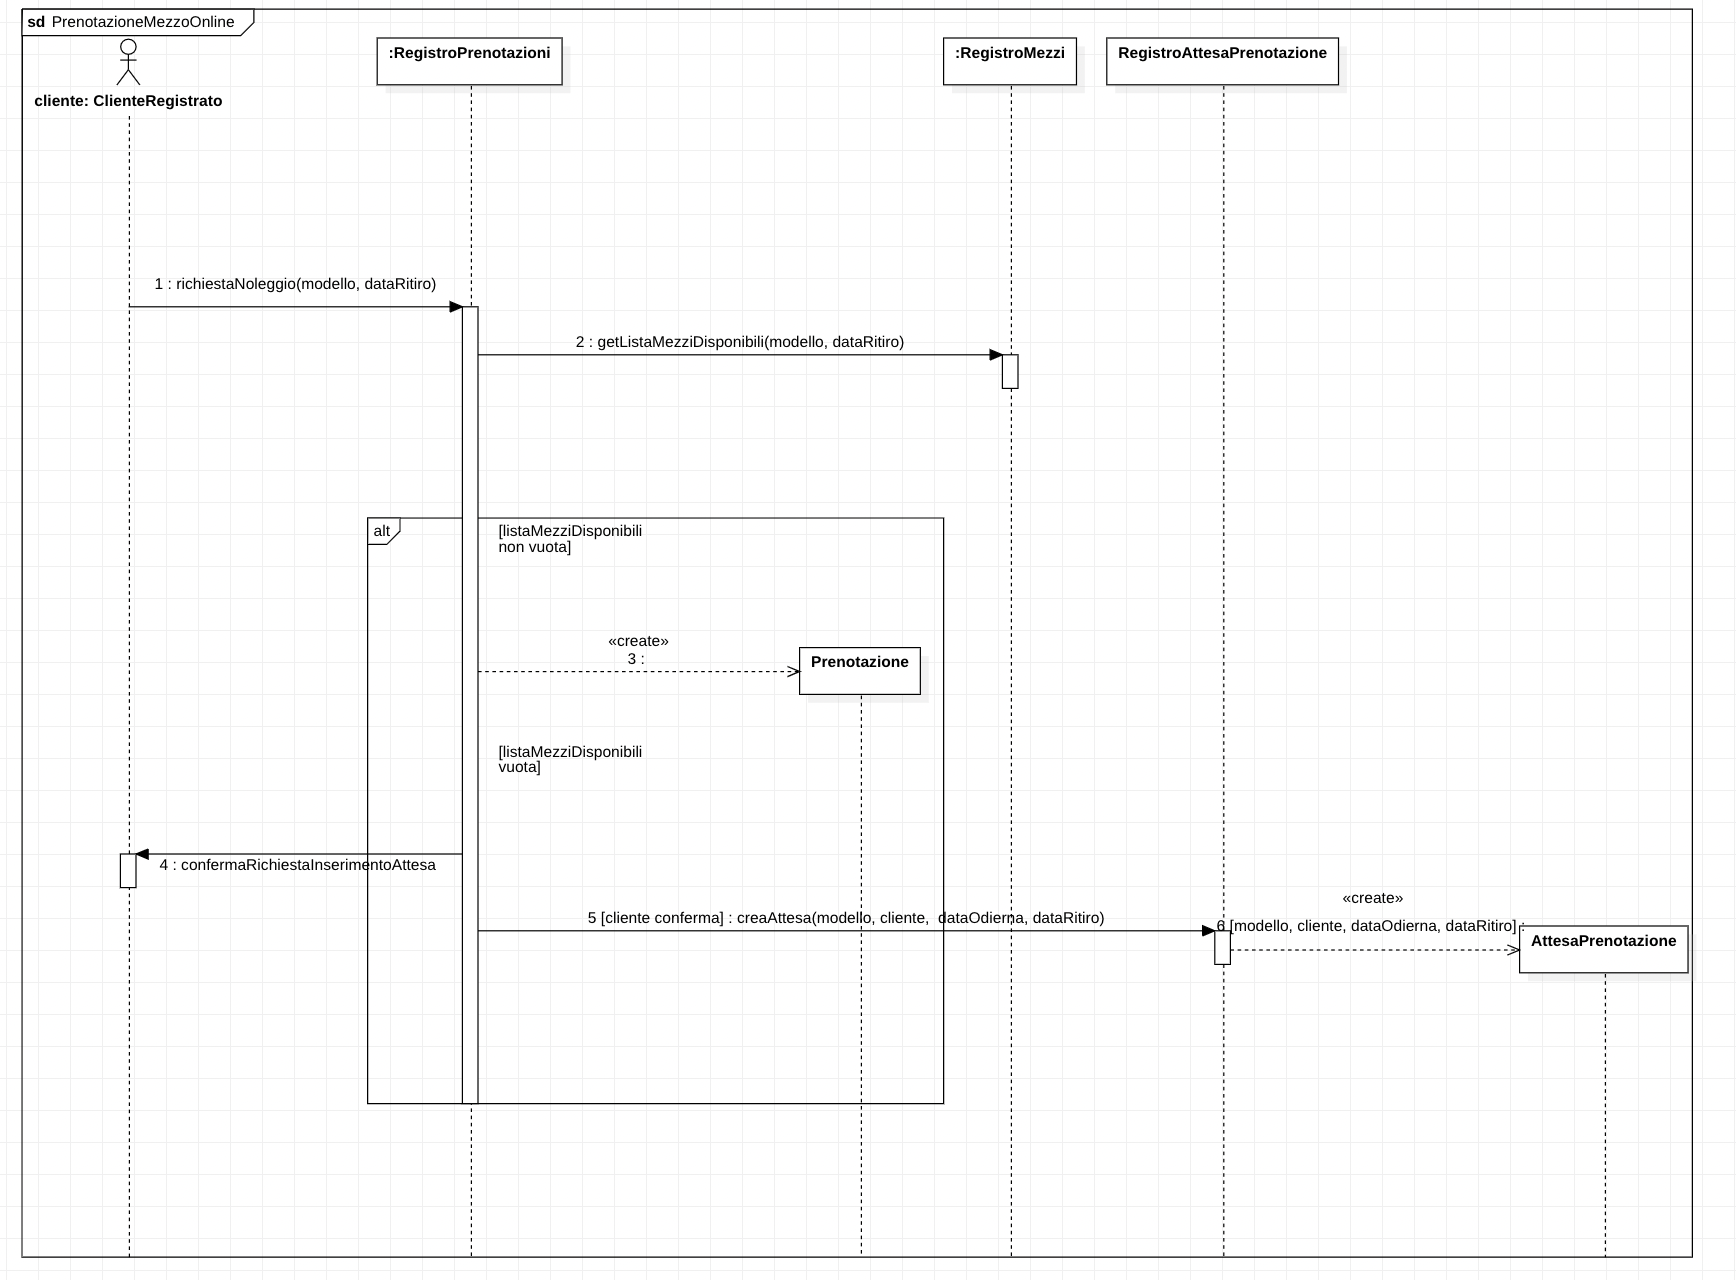 sd PrenotazioneMezzoOnline
cliente: ClienteRegistrato
:RegistroPrenotazioni
:RegistroMezzi
RegistroAttesaPrenotazione
1 : richiestaNoleggio(modello, dataRitiro)
2 : getListaMezziDisponibili(modello, dataRitiro)
alt
[listaMezziDisponibili
non vuota]
«create»
3 :
Prenotazione
[listaMezziDisponibili
vuota]
4 : confermaRichiestaInserimentoAttesa
5 [cliente conferma] : creaAttesa(modello, cliente,  dataOdierna, dataRitiro)
«create»
6 [modello, cliente, dataOdierna, dataRitiro] :
AttesaPrenotazione